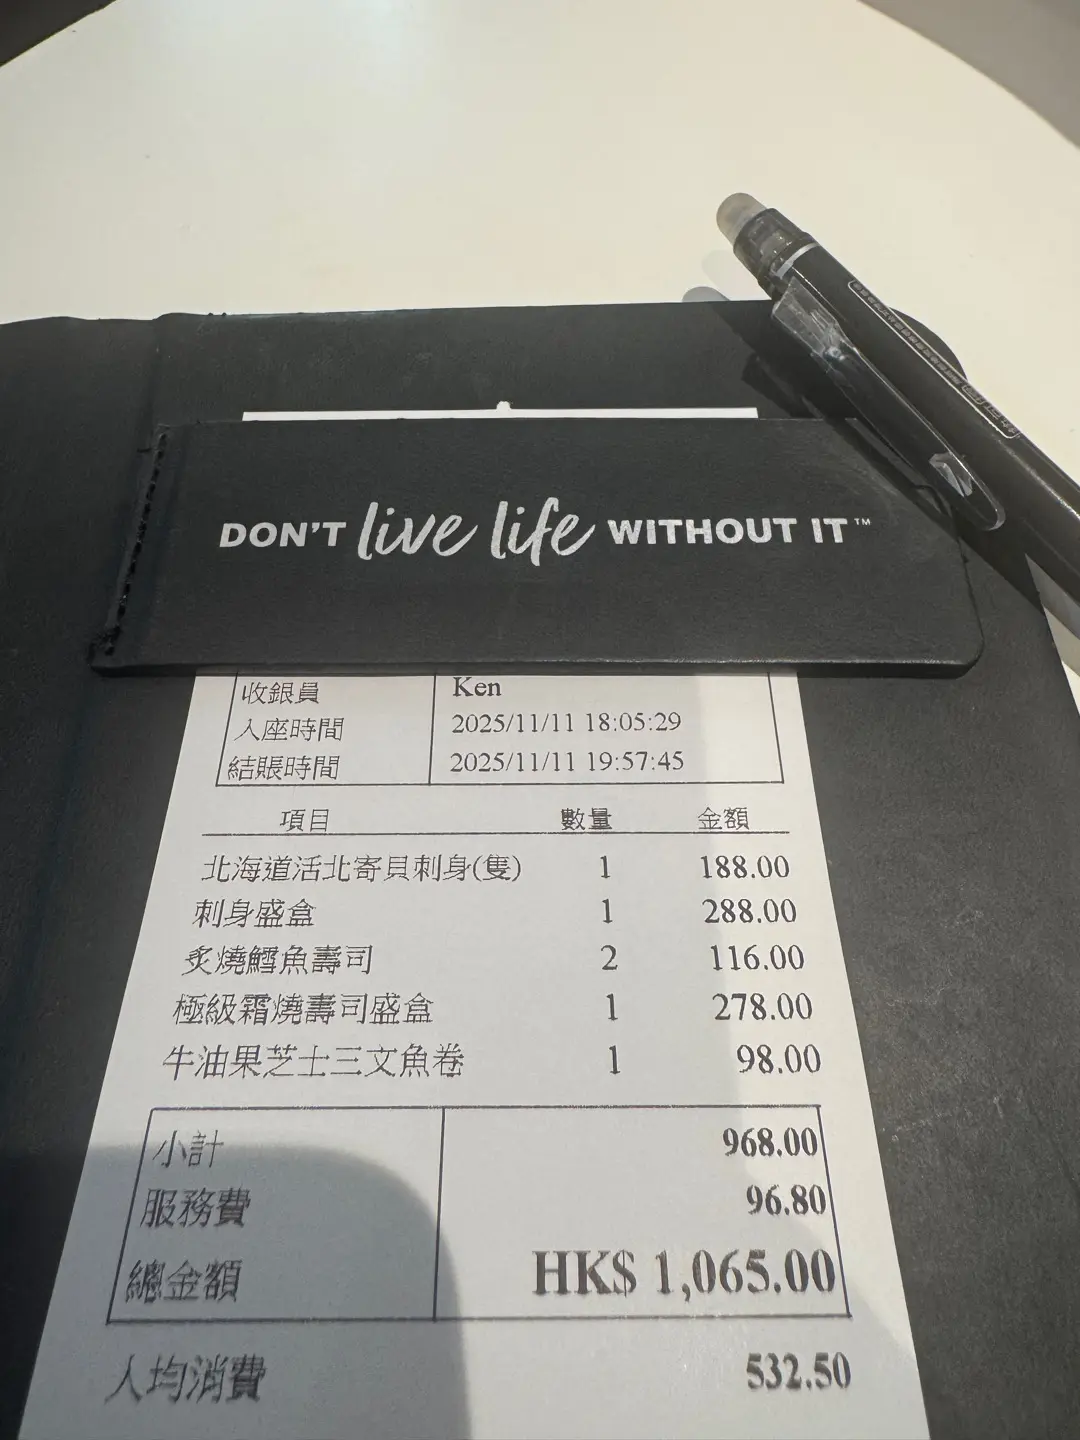 DON'T live life WITHOUT IT™
收銀員 Ken
入座時間 2025/11/11 18:05:29
結賬時間 2025/11/11 19:57:45
項目 數量 金額
北海道活北寄貝刺身(隻) 1 188.00
刺身盛盒 1 288.00
炙燒鱈魚壽司 2 116.00
極級霜燒壽司盛盒 1 278.00
牛油果芝士三文魚卷 1 98.00
小計 968.00
服務費 96.80
總金額 HK$ 1,065.00
人均消費 532.50